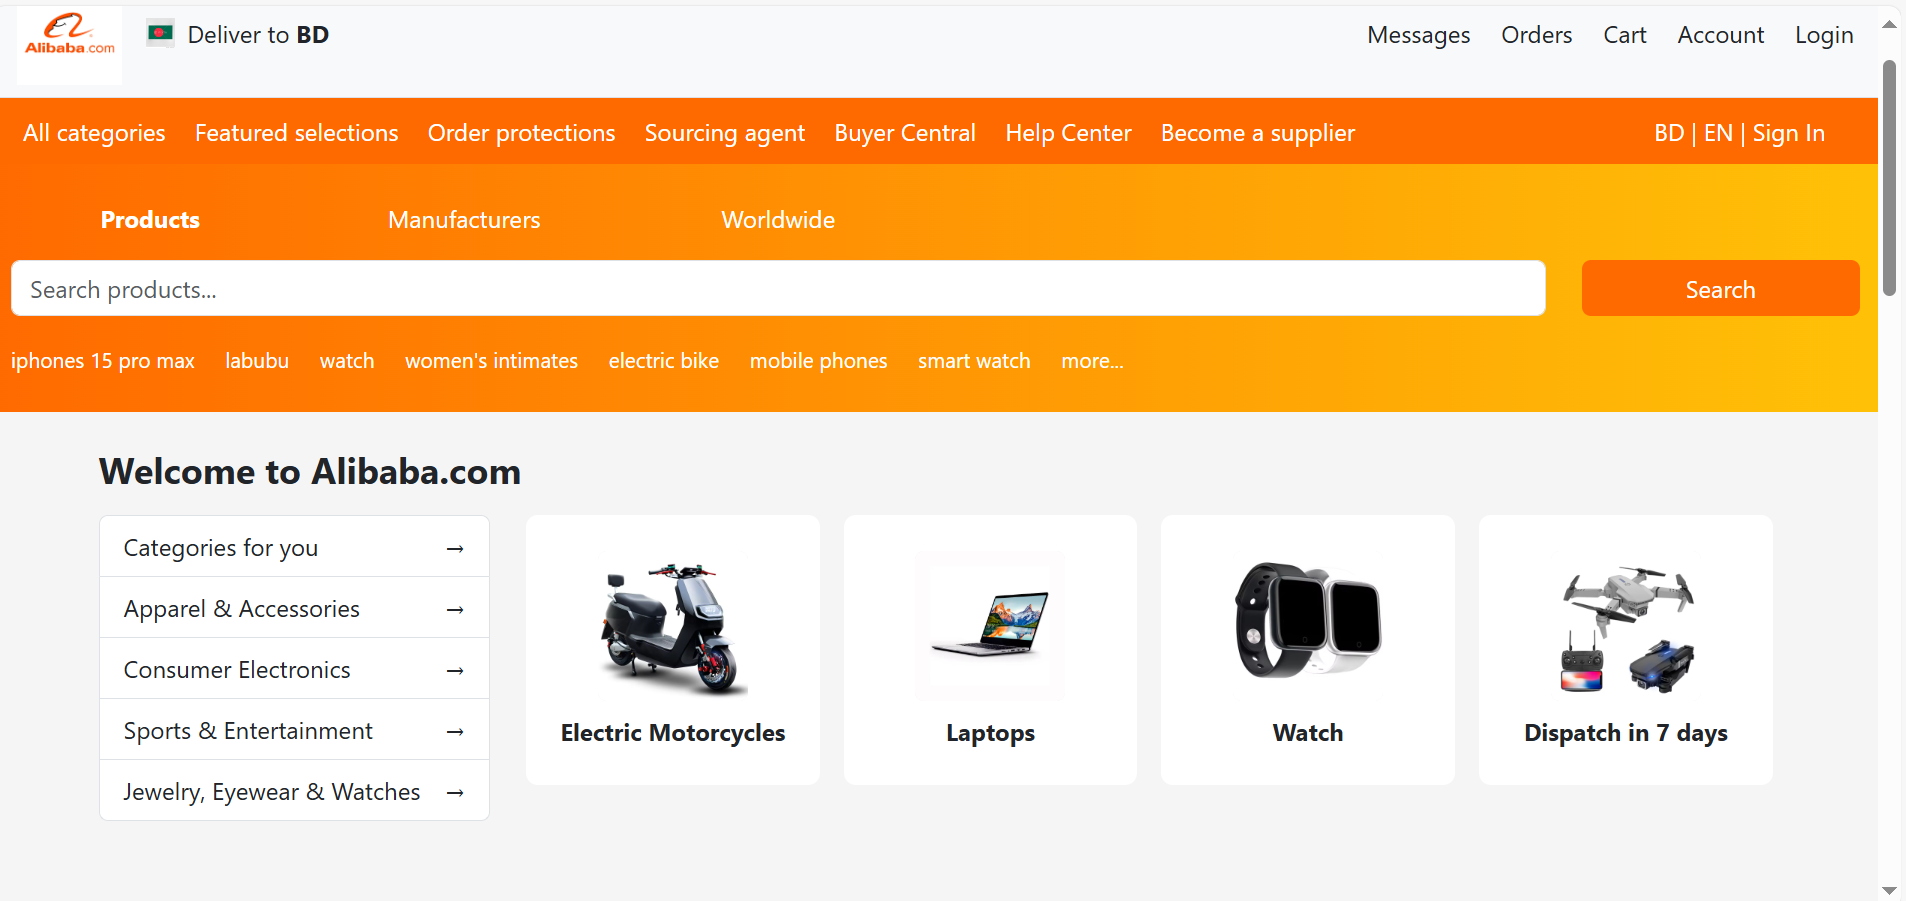 Alibaba.com
Deliver to BD
Messages Orders Cart Account Login
All categories Featured selections Order protections Sourcing agent Buyer Central Help Center Become a supplier BD | EN | Sign In
Products Manufacturers Worldwide
Search products... Search
iphones 15 pro max labubu watch women's intimates electric bike mobile phones smart watch more...
Welcome to Alibaba.com
Categories for you →
Apparel & Accessories →
Consumer Electronics →
Sports & Entertainment →
Jewelry, Eyewear & Watches →
Electric Motorcycles
Laptops
Watch
Dispatch in 7 days